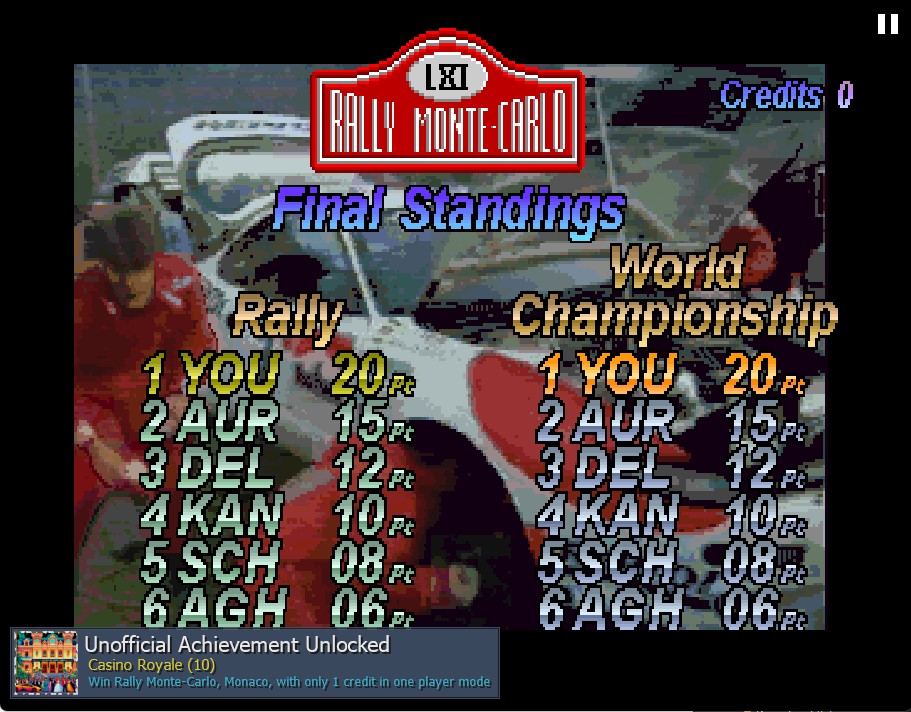 LXI
RALLY MONTE-CARLO
Credits 0
Final Standings
Rally
1 YOU 20 Pt
2 AUR 15 Pt
3 DEL 12 Pt
4 KAN 10 Pt
5 SCH 08 Pt
6 AGH 06 Pt
World
Championship
1 YOU 20 Pt
2 AUR 15 Pt
3 DEL 12 Pt
4 KAN 10 Pt
5 SCH 08 Pt
6 AGH 06 Pt
Unofficial Achievement Unlocked
Casino Royale (10)
Win Rally Monte-Carlo, Monaco, with only 1 credit in one player mode